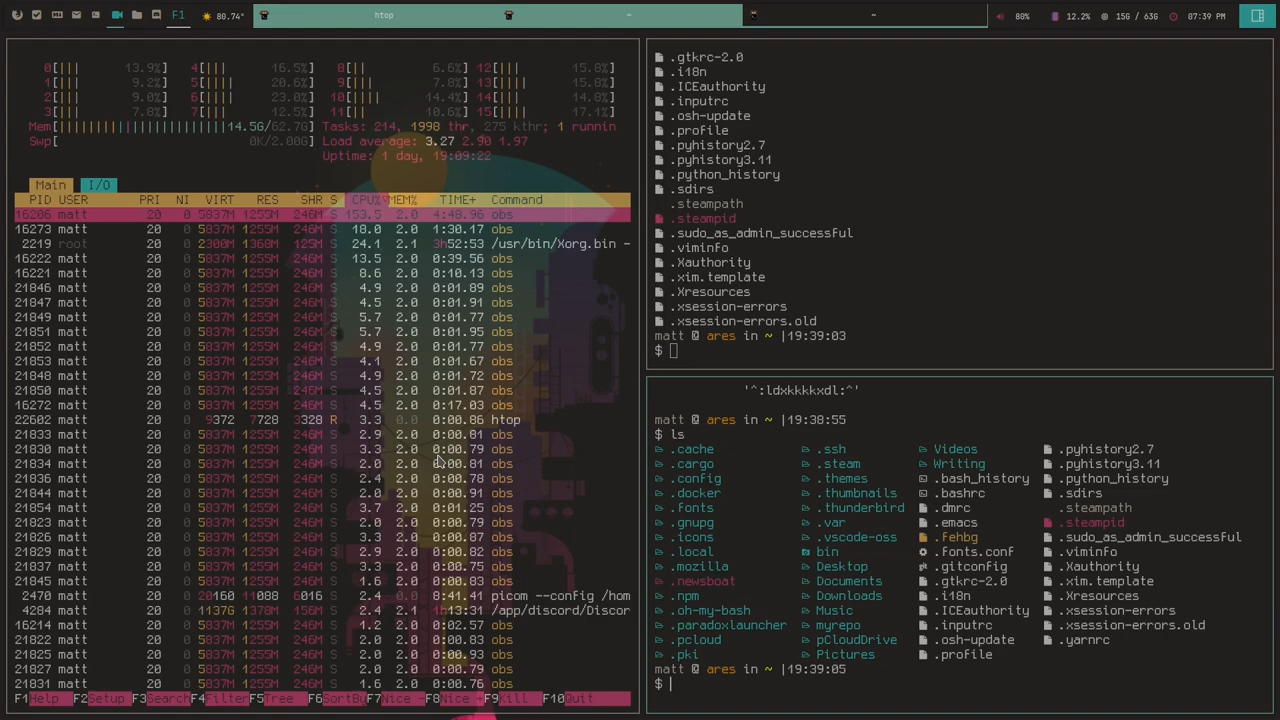 F1 80.74° htop ~ ~ 80% 12.2% 15G / 63G 07:39 PM
0[||| 13.9%] 4[||| 16.5%] 8[|| 6.6%] 12[||| 15.8%]
1[||| 9.2%] 5[|||| 20.6%] 9[||| 7.8%] 13[|||| 15.8%]
2[||| 9.0%] 6[|||| 23.0%] 10[|||| 14.4%] 14[||| 14.8%]
3[||| 7.8%] 7[||| 12.5%] 11[|| 10.6%] 15[|||| 17.1%]
Mem[||||||||||||||||||||||||14.5G/62.7G] Tasks: 214, 1998 thr, 275 kthr; 1 runnin
Swp[ 0K/2.00G] Load average: 3.27 2.90 1.97
Uptime: 1 day, 19:09:22
Main I/O
PID USER PRI NI VIRT RES SHR S CPU%▽MEM% TIME+ Command
16206 matt 20 0 5837M 1255M 246M S 153.5 2.0 4:48.96 obs
16273 matt 20 0 5837M 1255M 246M S 18.0 2.0 1:30.17 obs
2219 root 20 0 2300M 1360M 125M S 24.1 2.1 3h52:53 /usr/bin/Xorg.bin -
16222 matt 20 0 5837M 1255M 246M S 13.5 2.0 0:39.56 obs
16221 matt 20 0 5837M 1255M 246M S 8.6 2.0 0:10.13 obs
21846 matt 20 0 5837M 1255M 246M S 4.9 2.0 0:01.89 obs
21847 matt 20 0 5837M 1255M 246M S 4.5 2.0 0:01.91 obs
21849 matt 20 0 5837M 1255M 246M S 5.7 2.0 0:01.77 obs
21851 matt 20 0 5837M 1255M 246M S 5.7 2.0 0:01.95 obs
21852 matt 20 0 5837M 1255M 246M S 4.9 2.0 0:01.77 obs
21853 matt 20 0 5837M 1255M 246M S 4.1 2.0 0:01.67 obs
21848 matt 20 0 5837M 1255M 246M S 4.9 2.0 0:01.72 obs
21850 matt 20 0 5837M 1255M 246M S 4.5 2.0 0:01.87 obs
16272 matt 20 0 5837M 1255M 246M S 4.5 2.0 0:17.03 obs
22602 matt 20 0 9372 7728 3328 R 3.3 0.0 0:00.86 htop
21833 matt 20 0 5837M 1255M 246M S 2.9 2.0 0:00.81 obs
21830 matt 20 0 5837M 1255M 246M S 3.3 2.0 0:00.79 obs
21834 matt 20 0 5837M 1255M 246M S 2.0 2.0 0:00.81 obs
21836 matt 20 0 5837M 1255M 246M S 2.4 2.0 0:00.78 obs
21844 matt 20 0 5837M 1255M 246M S 2.0 2.0 0:00.91 obs
21854 matt 20 0 5837M 1255M 246M S 3.7 2.0 0:01.25 obs
21823 matt 20 0 5837M 1255M 246M S 2.0 2.0 0:00.79 obs
21826 matt 20 0 5837M 1255M 246M S 3.3 2.0 0:00.87 obs
21829 matt 20 0 5837M 1255M 246M S 2.9 2.0 0:00.82 obs
21837 matt 20 0 5837M 1255M 246M S 3.3 2.0 0:00.75 obs
21845 matt 20 0 5837M 1255M 246M S 1.6 2.0 0:00.83 obs
2470 matt 20 0 20160 11088 6016 S 2.4 0.0 8:41.41 picom --config /hom
4284 matt 20 0 1137G 1378M 156M S 2.4 2.1 1h13:31 /app/discord/Discor
16214 matt 20 0 5837M 1255M 246M S 1.2 2.0 0:02.57 obs
21822 matt 20 0 5837M 1255M 246M S 2.0 2.0 0:00.83 obs
21825 matt 20 0 5837M 1255M 246M S 2.0 2.0 0:00.93 obs
21827 matt 20 0 5837M 1255M 246M S 2.0 2.0 0:00.79 obs
21831 matt 20 0 5837M 1255M 246M S 1.6 2.0 0:00.76 obs
F1Help F2Setup F3SearchF4FilterF5Tree F6SortByF7Nice -F8Nice +F9Kill F10Quit
.gtkrc-2.0
.i18n
.ICEauthority
.inputrc
.osh-update
.profile
.pyhistory2.7
.pyhistory3.11
.python_history
.sdirs
.steampath
.steampid
.sudo_as_admin_successful
.viminfo
.Xauthority
.xim.template
.Xresources
.xsession-errors
.xsession-errors.old
matt @ ares in ~ |19:39:03
$
'^:ldxkkkkxdl:^'
matt @ ares in ~ |19:38:55
$ ls
.cache .ssh Videos .pyhistory2.7
.cargo .steam Writing .pyhistory3.11
.config .themes .bash_history .python_history
.docker .thumbnails .bashrc .sdirs
.fonts .thunderbird .dmrc .steampath
.gnupg .var .emacs .steampid
.icons .vscode-oss .fehbg .sudo_as_admin_successful
.local bin .fonts.conf .viminfo
.mozilla Desktop .gitconfig .Xauthority
.newsboat Documents .gtkrc-2.0 .xim.template
.npm Downloads .i18n .Xresources
.oh-my-bash Music .ICEauthority .xsession-errors
.paradoxlauncher myrepo .inputrc .xsession-errors.old
.pcloud pCloudDrive .osh-update .yarnrc
.pki Pictures .profile
matt @ ares in ~ |19:39:05
$